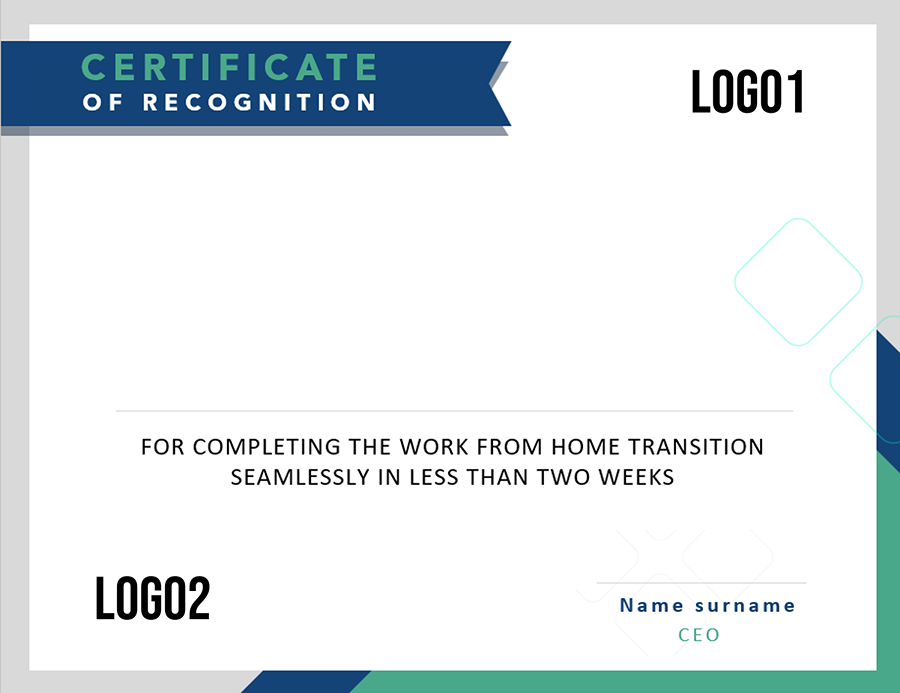 CERTIFICATE
OF RECOGNITION
LOGO1
FOR COMPLETING THE WORK FROM HOME TRANSITION
SEAMLESSLY IN LESS THAN TWO WEEKS
LOGO2
Name surname
CEO